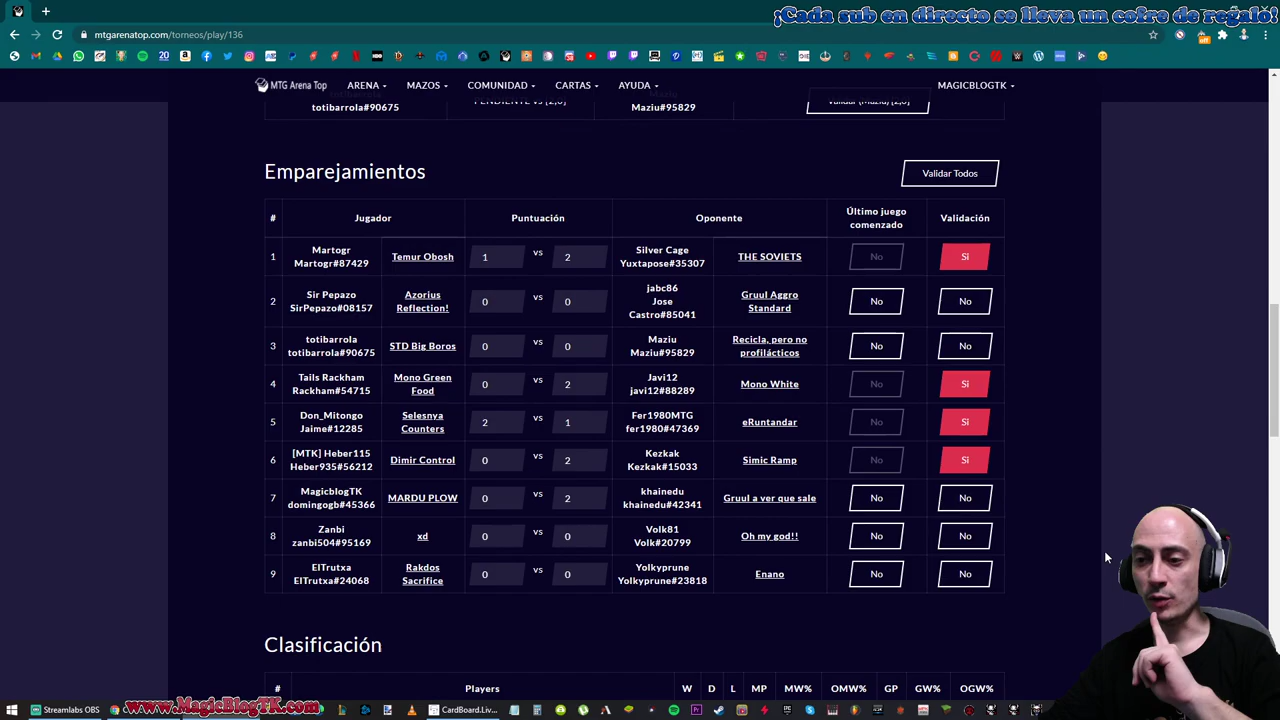 ¡Cada sub en directo se lleva un cofre de regalo!
mtgarenatop.com/torneos/play/136
MTG Arena Top ARENA MAZOS COMUNIDAD CARTAS AYUDA MAGICBLOGTK
totibarrola#90675 Maziu#95829
Emparejamientos
Validar Todos
# Jugador Puntuación Oponente Último juego comenzado Validación
1 Martogr Temur Obosh 1 vs 2 Silver Cage THE SOVIETS No Si
Martogr#87429 Yuxtapose#35307
2 Sir Pepazo Azorius 0 vs 0 jabc86 Gruul Aggro No No
SirPepazo#08157 Reflection! Jose Standard
Castro#85041
3 totibarrola STD Big Boros 0 vs 0 Maziu Recicla, pero no No No
totibarrola#90675 Maziu#95829 profilácticos
4 Tails Rackham Mono Green 0 vs 2 Javi12 Mono White No Si
Rackham#54715 Food javi12#88289
5 Don_Mitongo Selesnya 2 vs 1 Fer1980MTG eRuntandar No Si
Jaime#12285 Counters fer1980#47369
6 [MTK] Heber115 Dimir Control 0 vs 2 Kezkak Simic Ramp No Si
Heber935#56212 Kezkak#15033
7 MagicblogTK MARDU PLOW 0 vs 2 khainedu Gruul a ver que sale No No
domingogb#45366 khainedu#42341
8 Zanbi xd 0 vs 0 Volk81 Oh my god!! No No
zanbi504#95169 Volk#20799
9 ElTrutxa Rakdos 0 vs 0 Yolkyprune Enano No No
ElTrutxa#24068 Sacrifice Yolkyprune#23818
Clasificación
# Players W D L MP MW% OMW% GP GW% OGW%
www.MagicBlogTK.com
Streamlabs OBS CardBoard.Liv...